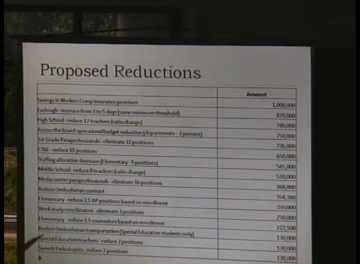 Proposed Reductions
Amount
Savings in Workers Comp insurance premium 1,000,000
Furlough - increase from 3 to 5 days (same minimum threshold) 870,000
High School - reduce 12 teachers (ratio change) 780,000
Across the board operational budget reduction (departments - 2 percent) 750,000
1st Grade Paraprofessionals - eliminate 32 positions 736,000
CTAE - reduce 10 positions 650,000
Staffing allocation decrease (Elementary - 9 positions) 585,000
Middle School - reduce 8 teachers (ratio change) 520,000
Media center paraprofessionals - eliminate 16 positions 368,000
Reduce Ombudsman contract
Elementary - reduce 3.5 AP positions based on enrollment
Work study coordinators - eliminate positions 250,000
Elementary - reduce 3.5 counselors based on enrollment 227,500
Reduce Ombudsman transportation (Special Education students only) 130,000
Special Education teachers - reduce 2 positions 130,000
Speech Pathologists - reduce 2 positions 130,000